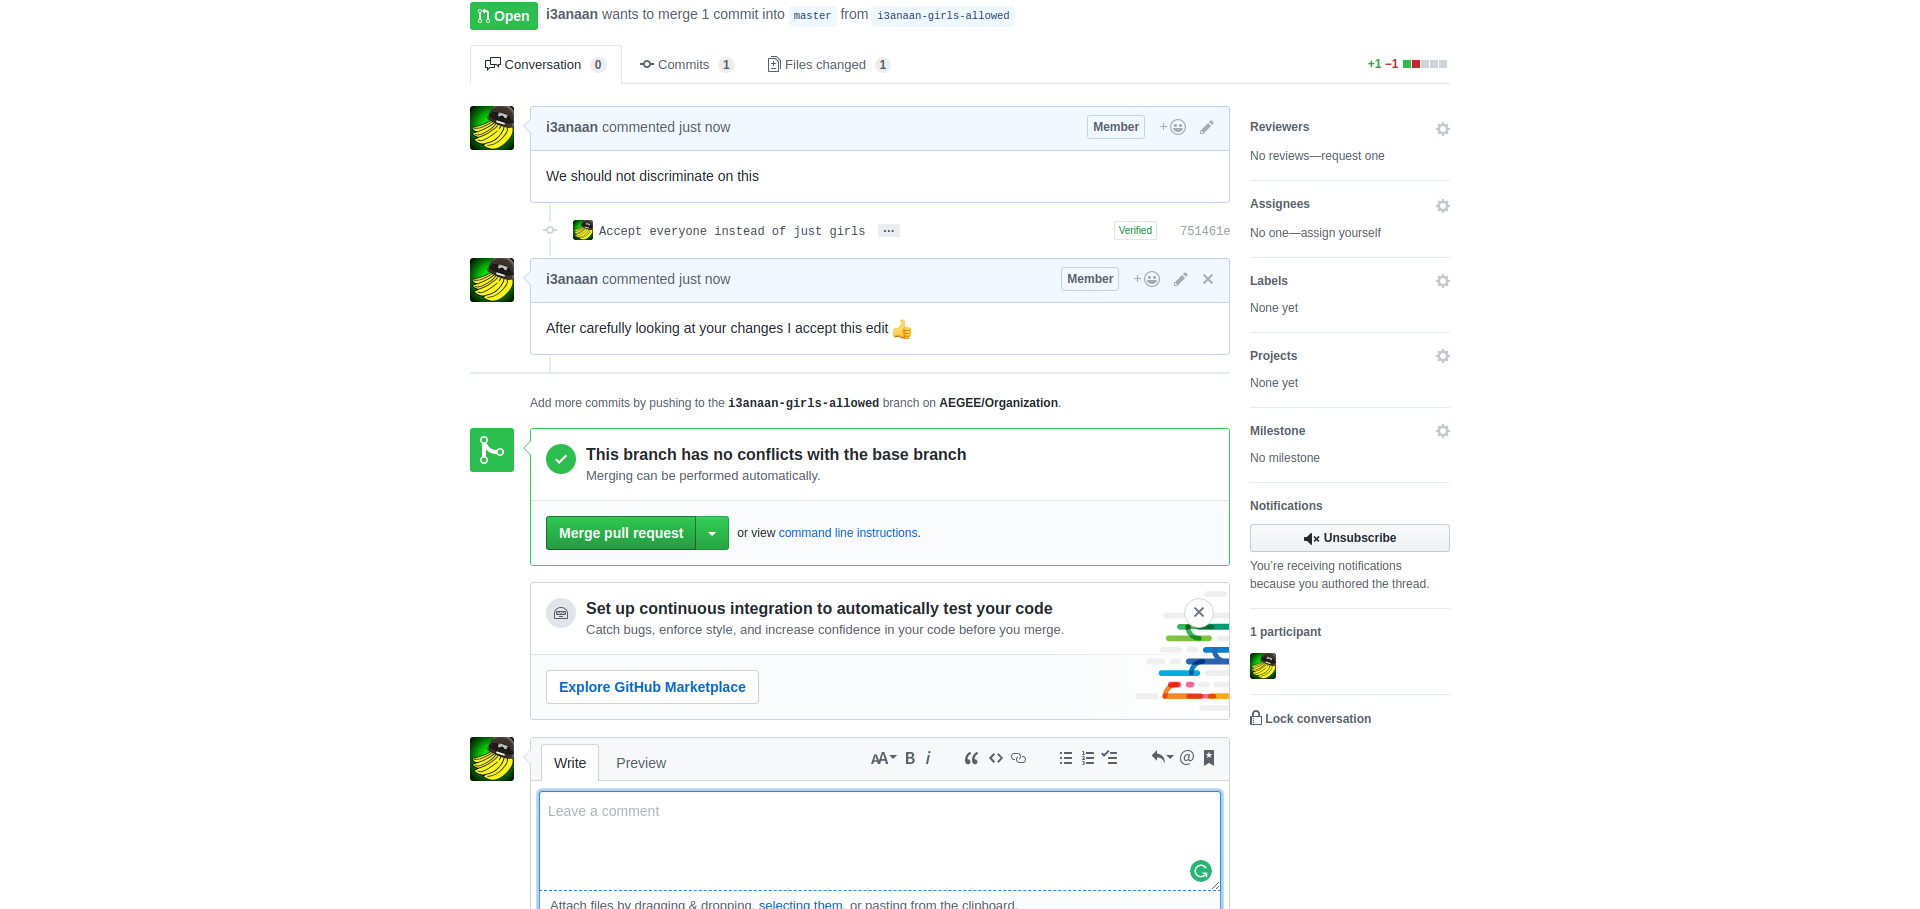 Open i3anaan wants to merge 1 commit into master from i3anaan-girls-allowed
Conversation 0 Commits 1 Files changed 1 +1 −1
i3anaan commented just now Member
We should not discriminate on this
Accept everyone instead of just girls … Verified 751461e
i3anaan commented just now Member
After carefully looking at your changes I accept this edit 👍
Add more commits by pushing to the i3anaan-girls-allowed branch on AEGEE/Organization.
This branch has no conflicts with the base branch
Merging can be performed automatically.
Merge pull request or view command line instructions.
Set up continuous integration to automatically test your code
Catch bugs, enforce style, and increase confidence in your code before you merge.
Explore GitHub Marketplace
Write Preview AA B i
Leave a comment
Attach files by dragging & dropping, selecting them, or pasting from the clipboard.
Reviewers
No reviews—request one
Assignees
No one—assign yourself
Labels
None yet
Projects
None yet
Milestone
No milestone
Notifications
Unsubscribe
You’re receiving notifications
because you authored the thread.
1 participant
Lock conversation